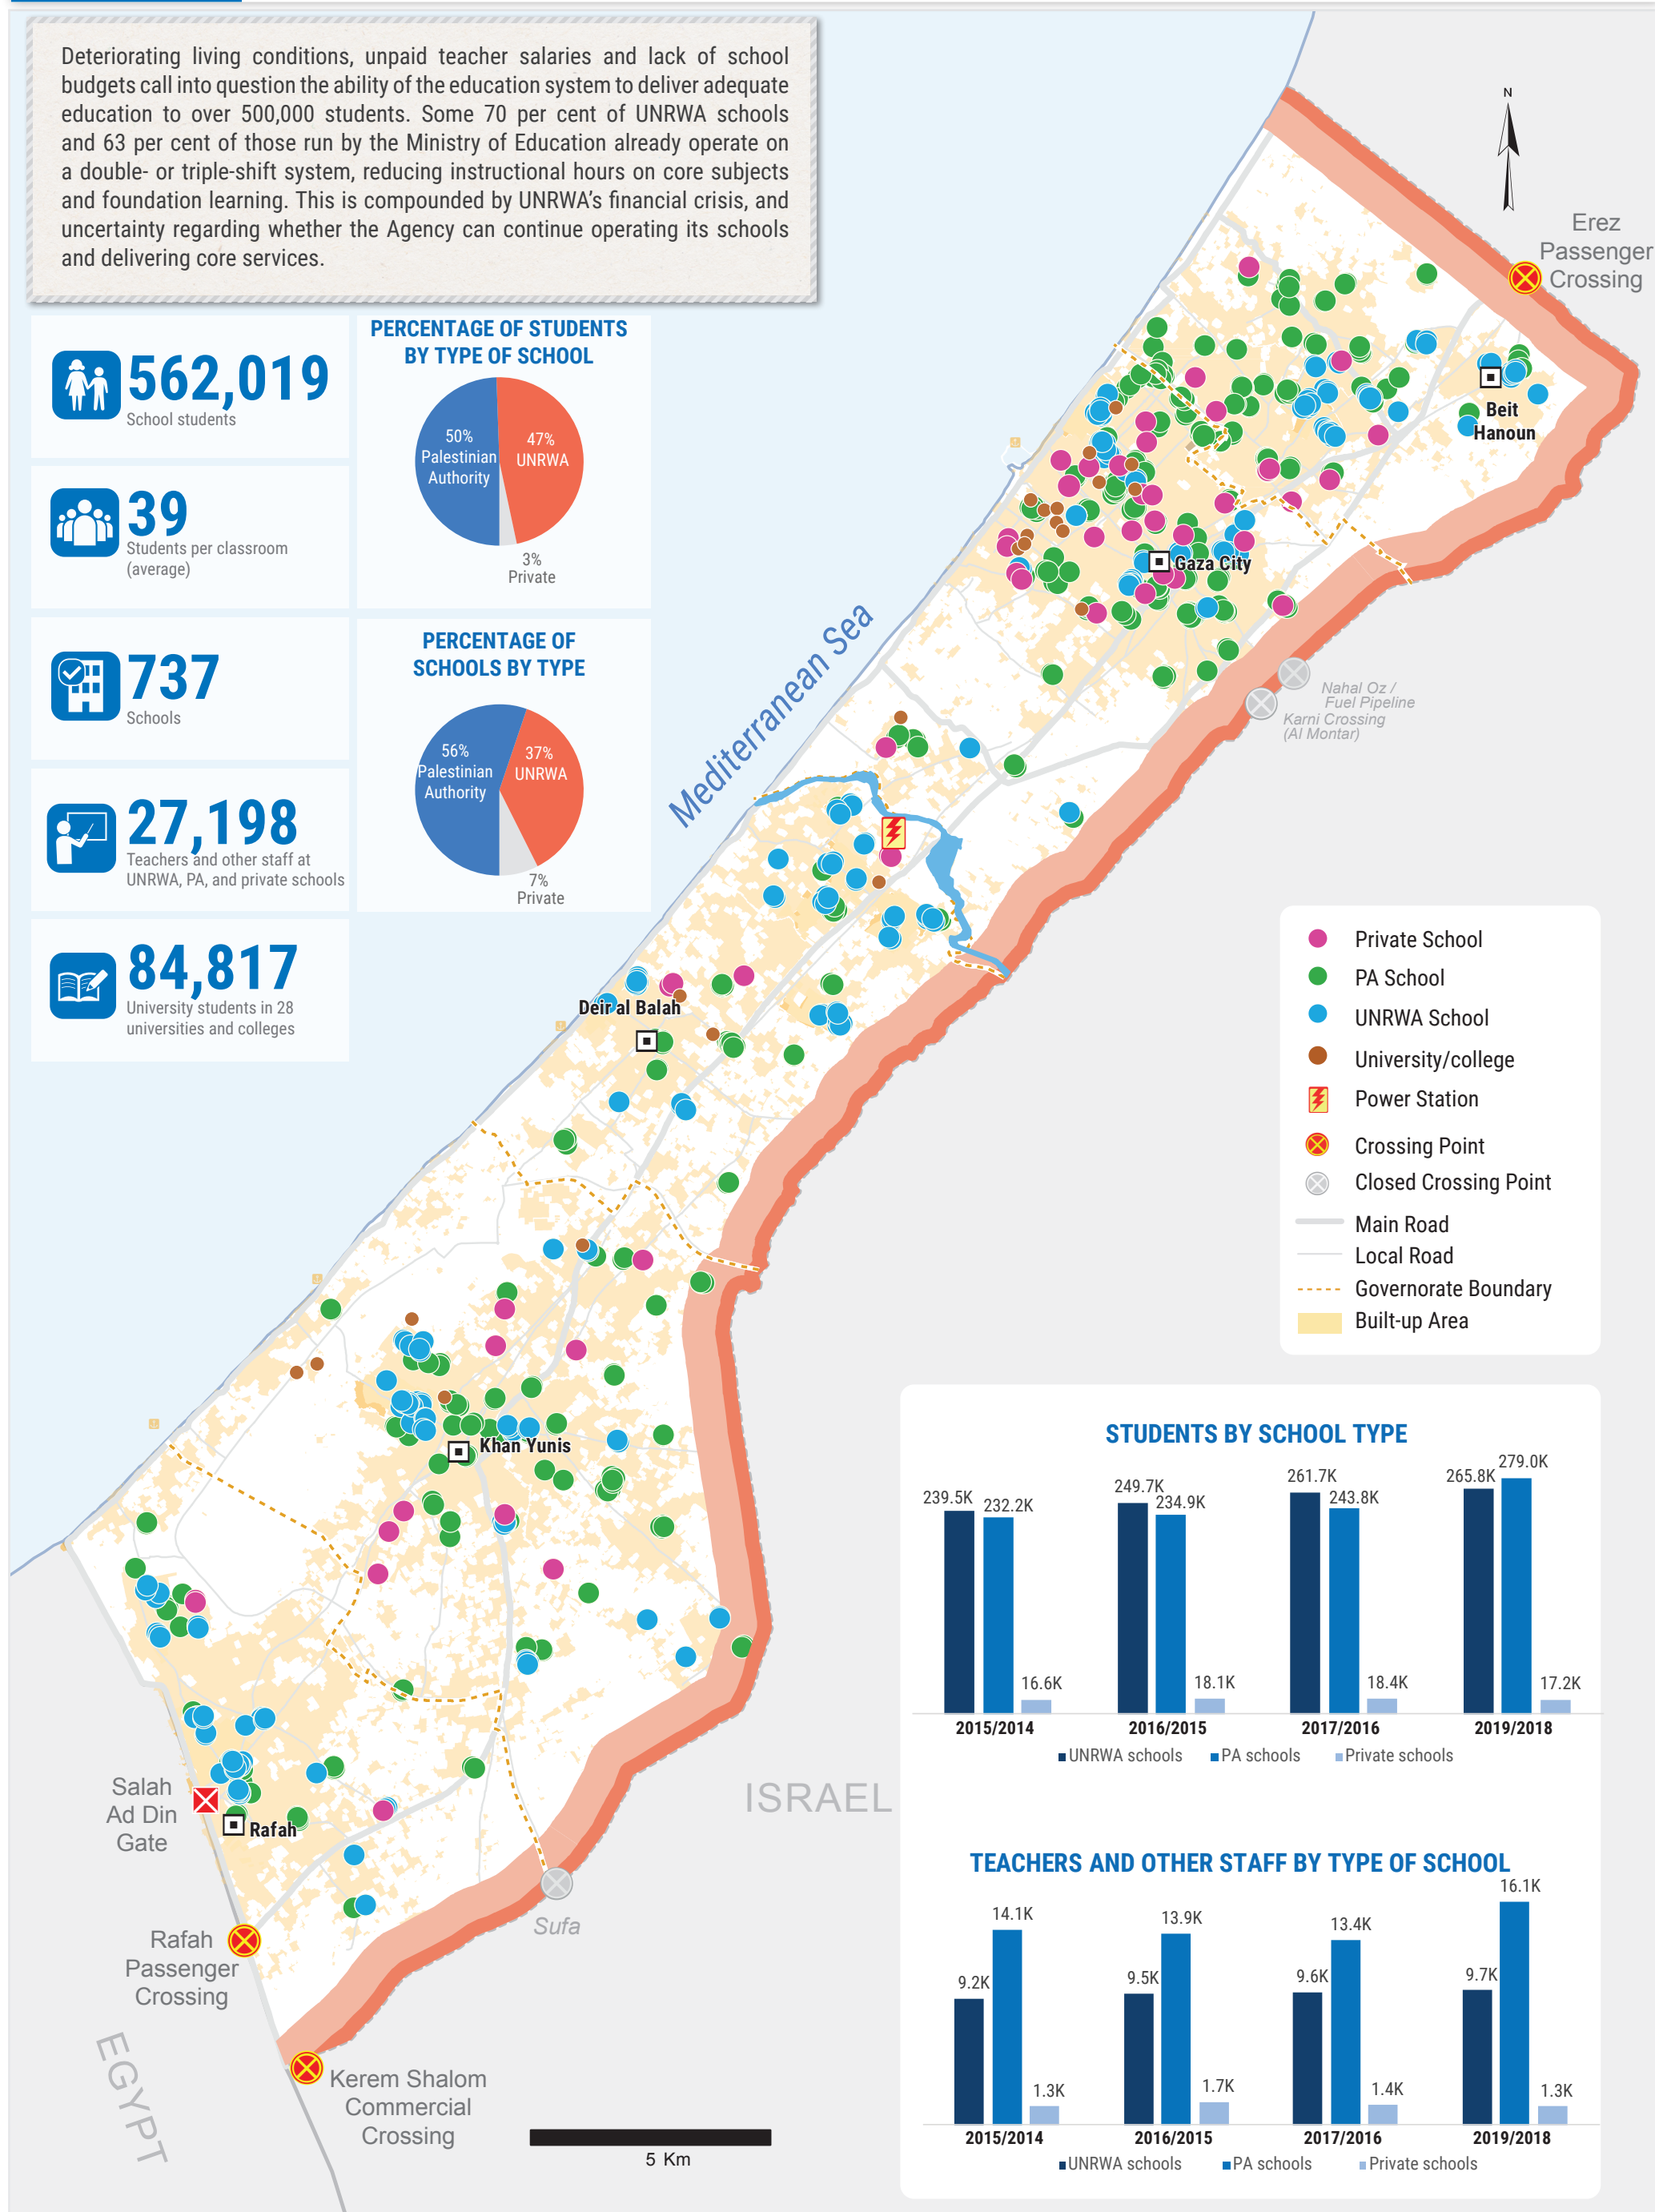 Deteriorating living conditions, unpaid teacher salaries and lack of school
budgets call into question the ability of the education system to deliver adequate
education to over 500,000 students. Some 70 per cent of UNRWA schools
and 63 per cent of those run by the Ministry of Education already operate on
a double- or triple-shift system, reducing instructional hours on core subjects
and foundation learning. This is compounded by UNRWA's financial crisis, and
uncertainty regarding whether the Agency can continue operating its schools
and delivering core services.
562,019
School students
39
Students per classroom
(average)
737
Schools
27,198
Teachers and other staff at
UNRWA, PA, and private schools
84,817
University students in 28
universities and colleges
PERCENTAGE OF STUDENTS
BY TYPE OF SCHOOL
50%
Palestinian
Authority
47%
UNRWA
3%
Private
PERCENTAGE OF
SCHOOLS BY TYPE
56%
Palestinian
Authority
37%
UNRWA
7%
Private
N
Erez
Passenger
Crossing
Beit
Hanoun
Gaza City
Mediterranean Sea
Nahal Oz /
Fuel Pipeline
Karni Crossing
(Al Montar)
Deir al Balah
Khan Yunis
Salah
Ad Din
Gate
Rafah
Rafah
Passenger
Crossing
Sufa
ISRAEL
EGYPT
Kerem Shalom
Commercial
Crossing
5 Km
Private School
PA School
UNRWA School
University/college
Power Station
Crossing Point
Closed Crossing Point
Main Road
Local Road
Governorate Boundary
Built-up Area
STUDENTS BY SCHOOL TYPE
239.5K 232.2K 16.6K
249.7K 234.9K 18.1K
261.7K 243.8K 18.4K
265.8K 279.0K 17.2K
2015/2014 2016/2015 2017/2016 2019/2018
UNRWA schools PA schools Private schools
TEACHERS AND OTHER STAFF BY TYPE OF SCHOOL
9.2K 14.1K 1.3K
9.5K 13.9K 1.7K
9.6K 13.4K 1.4K
9.7K 16.1K 1.3K
2015/2014 2016/2015 2017/2016 2019/2018
UNRWA schools PA schools Private schools